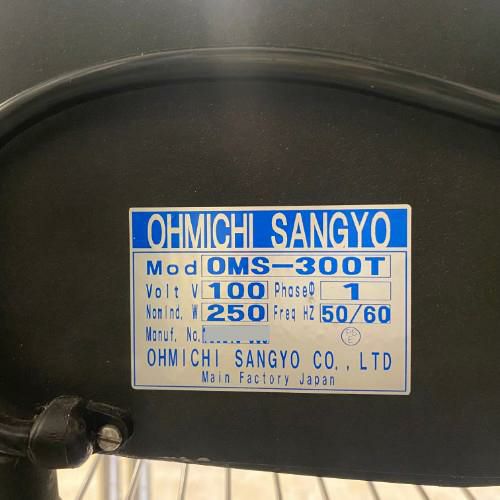 OHMICHI SANGYO
Mod OMS-300T
Volt V 100 PhaseΦ 1
Nomind. W 250 Freq HZ 50/60
Manuf. No.
OHMICHI SANGYO CO.,LTD
Main Factory Japan